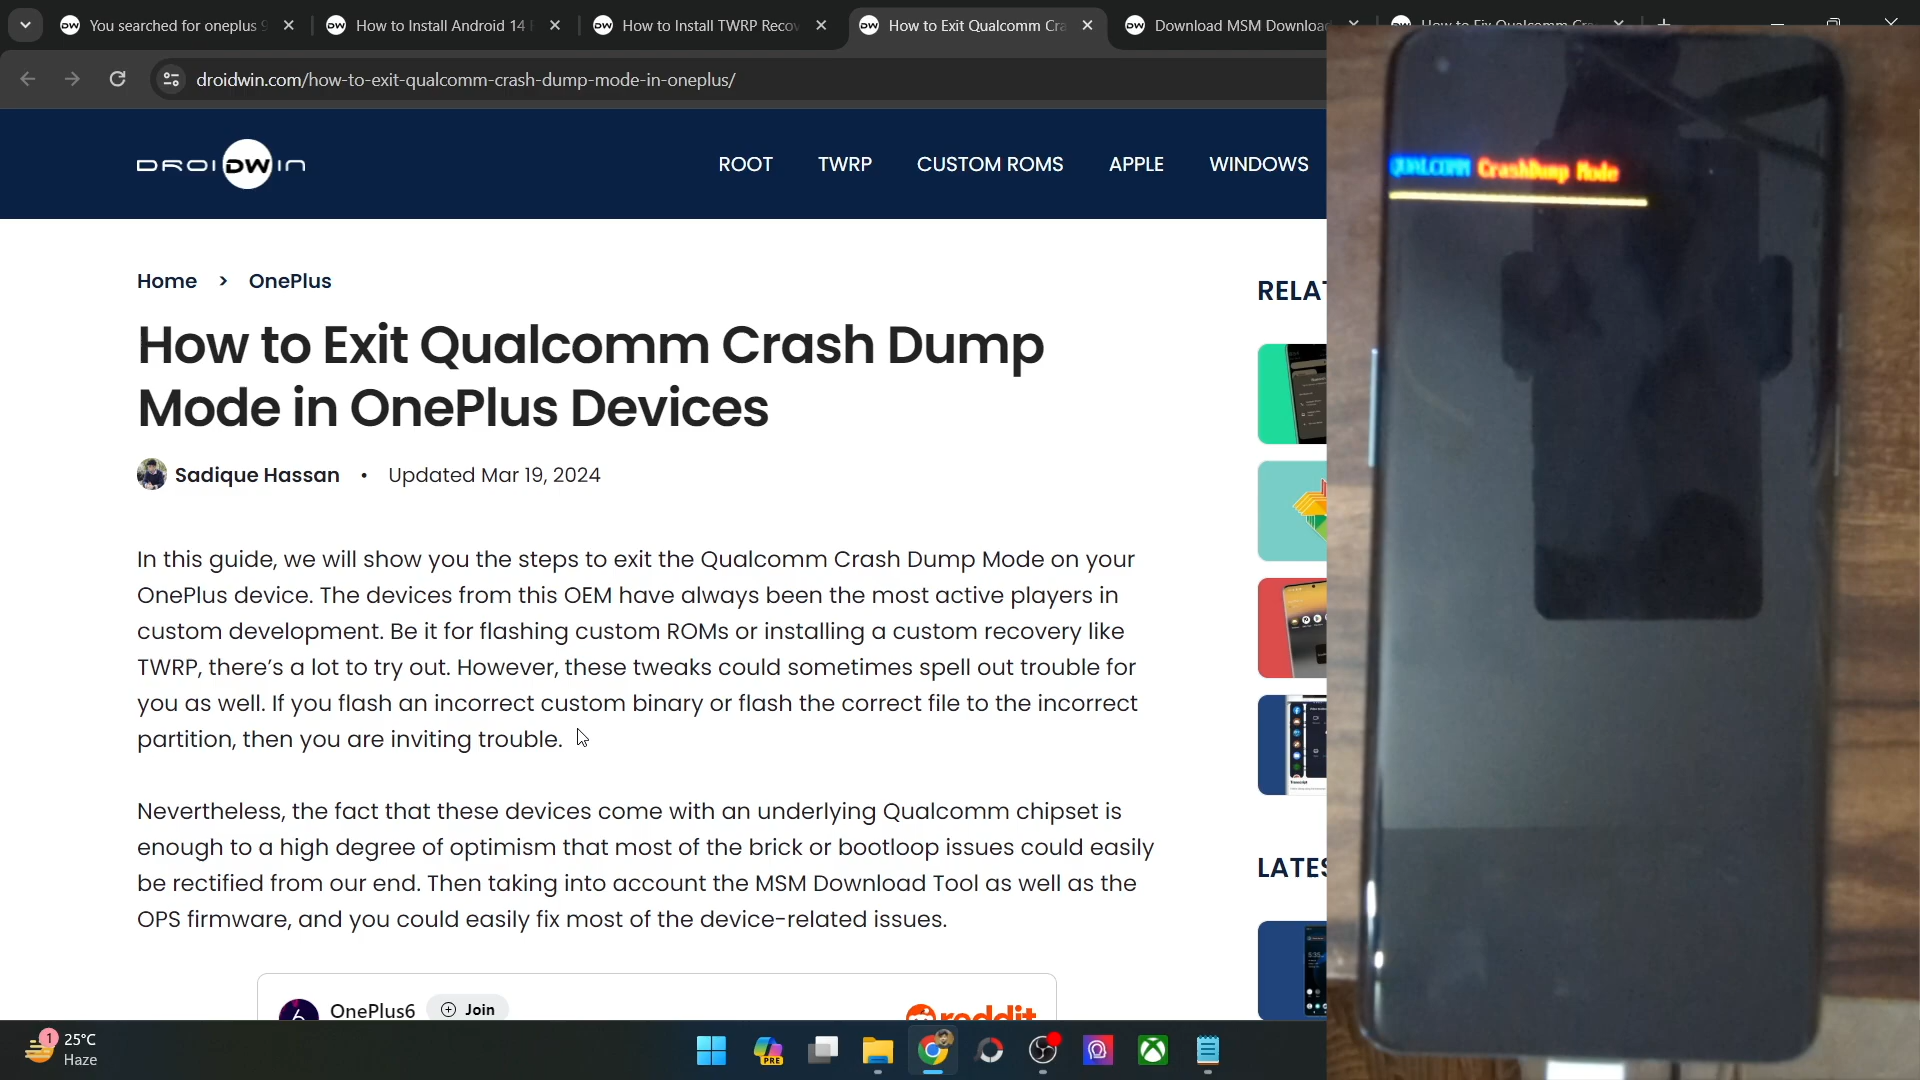 You searched for oneplus 9
How to Install Android 14
How to Install TWRP Recov
How to Exit Qualcomm Cra
Download MSM Download
How to Fix Qualcomm Cra
droidwin.com/how-to-exit-qualcomm-crash-dump-mode-in-oneplus/
DROIDWIN
ROOT
TWRP
CUSTOM ROMS
APPLE
WINDOWS
QUALCOMM CrashDump Mode
Home > OnePlus
RELAT
How to Exit Qualcomm Crash Dump
Mode in OnePlus Devices
Sadique Hassan • Updated Mar 19, 2024
In this guide, we will show you the steps to exit the Qualcomm Crash Dump Mode on your
OnePlus device. The devices from this OEM have always been the most active players in
custom development. Be it for flashing custom ROMs or installing a custom recovery like
TWRP, there’s a lot to try out. However, these tweaks could sometimes spell out trouble for
you as well. If you flash an incorrect custom binary or flash the correct file to the incorrect
partition, then you are inviting trouble.
Nevertheless, the fact that these devices come with an underlying Qualcomm chipset is
enough to a high degree of optimism that most of the brick or bootloop issues could easily
be rectified from our end. Then taking into account the MSM Download Tool as well as the
OPS firmware, and you could easily fix most of the device-related issues.
LATES
OnePlus6
Join
reddit
1
25°C
Haze
PRE